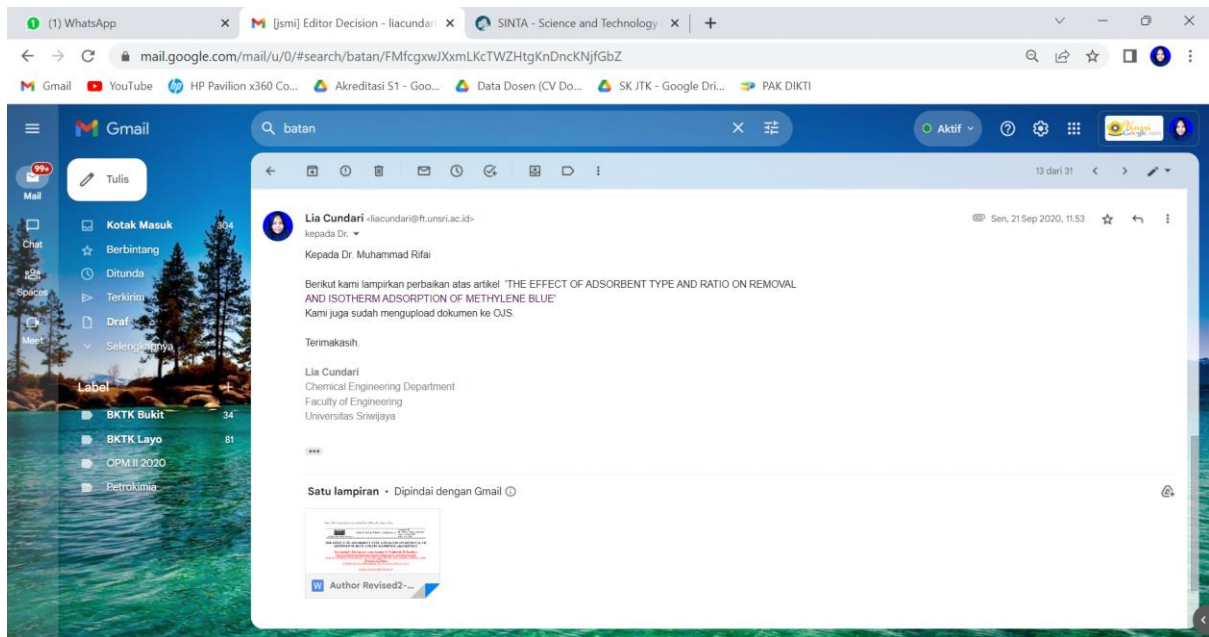 (1) WhatsApp
[jsmi] Editor Decision - liacundari
SINTA - Science and Technology
mail.google.com/mail/u/0/#search/batan/FMfcgxwJXxmLKcTWZHtgKnDncKNjfGbZ
Gmail
YouTube
HP Pavilion x360 Co...
Akreditasi S1 - Goo...
Data Dosen (CV Do...
SK JTK - Google Dri...
PAK DIKTI
Gmail
batan
Aktif
99+
Mail
Chat
Spaces
Meet
Tulis
Kotak Masuk 304
Berbintang
Ditunda
Terkirim
Draf
Selengkapnya
Label
BKTK Bukit 34
BKTK Layo 81
OPM II 2020
Petrokimia
13 dari 31
Lia Cundari <liacundari@ft.unsri.ac.id>
Sen, 21 Sep 2020, 11.53
kepada Dr.
Kepada Dr. Muhammad Rifai
Berikut kami lampirkan perbaikan atas artikel 'THE EFFECT OF ADSORBENT TYPE AND RATIO ON REMOVAL
AND ISOTHERM ADSORPTION OF METHYLENE BLUE'
Kami juga sudah mengupload dokumen ke OJS.
Terimakasih.
Lia Cundari
Chemical Engineering Department
Faculty of Engineering
Universitas Sriwijaya
Satu lampiran • Dipindai dengan Gmail
W Author Revised2-...